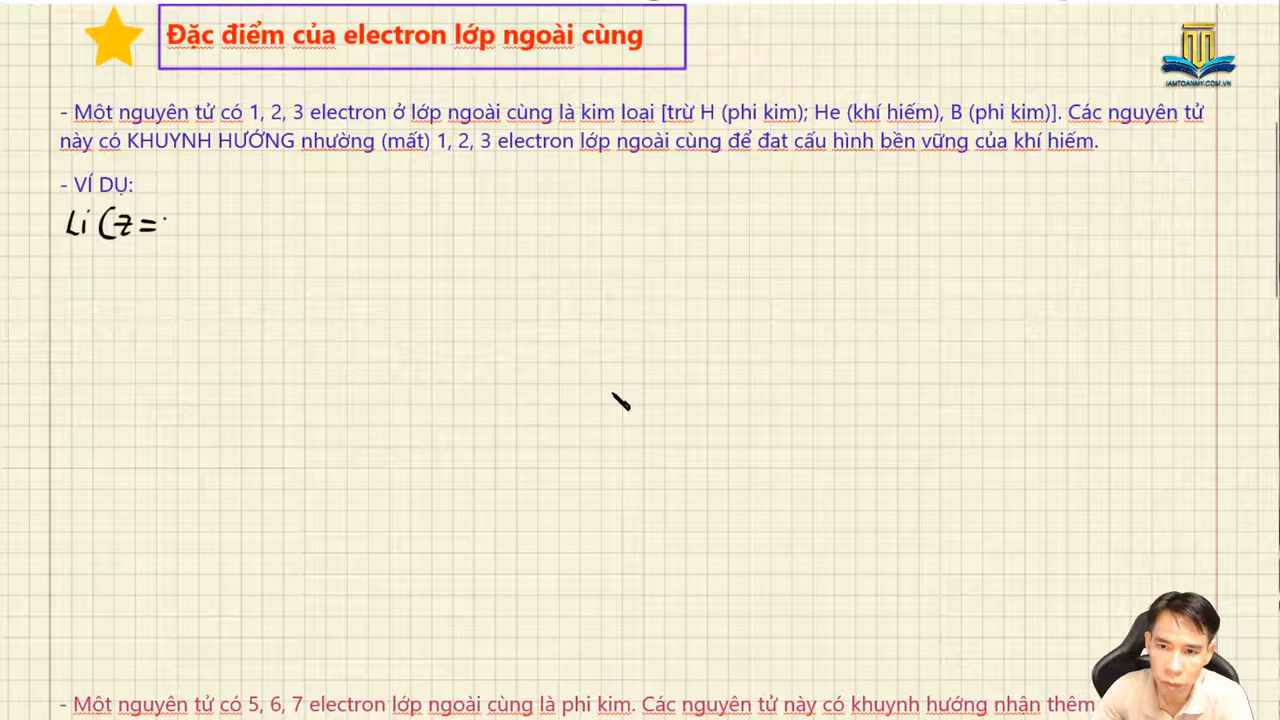 Đặc điểm của electron lớp ngoài cùng
IAMTOANMY.COM.VN
- Một nguyên tử có 1, 2, 3 electron ở lớp ngoài cùng là kim loại [trừ H (phi kim); He (khí hiếm), B (phi kim)]. Các nguyên tử
này có KHUYNH HƯỚNG nhường (mất) 1, 2, 3 electron lớp ngoài cùng để đạt cấu hình bền vững của khí hiếm.
- VÍ DỤ:
Li (Z =
- Một nguyên tử có 5, 6, 7 electron lớp ngoài cùng là phi kim. Các nguyên tử này có khuynh hướng nhận thêm